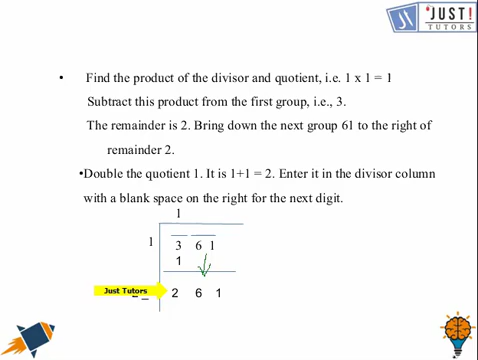 JUST!
TUTORS
• Find the product of the divisor and quotient, i.e. 1 x 1 = 1
Subtract this product from the first group, i.e., 3.
The remainder is 2. Bring down the next group 61 to the right of
remainder 2.
•Double the quotient 1. It is 1+1 = 2. Enter it in the divisor column
with a blank space on the right for the next digit.
1
1 3 6 1
1
Just Tutors 2 6 1